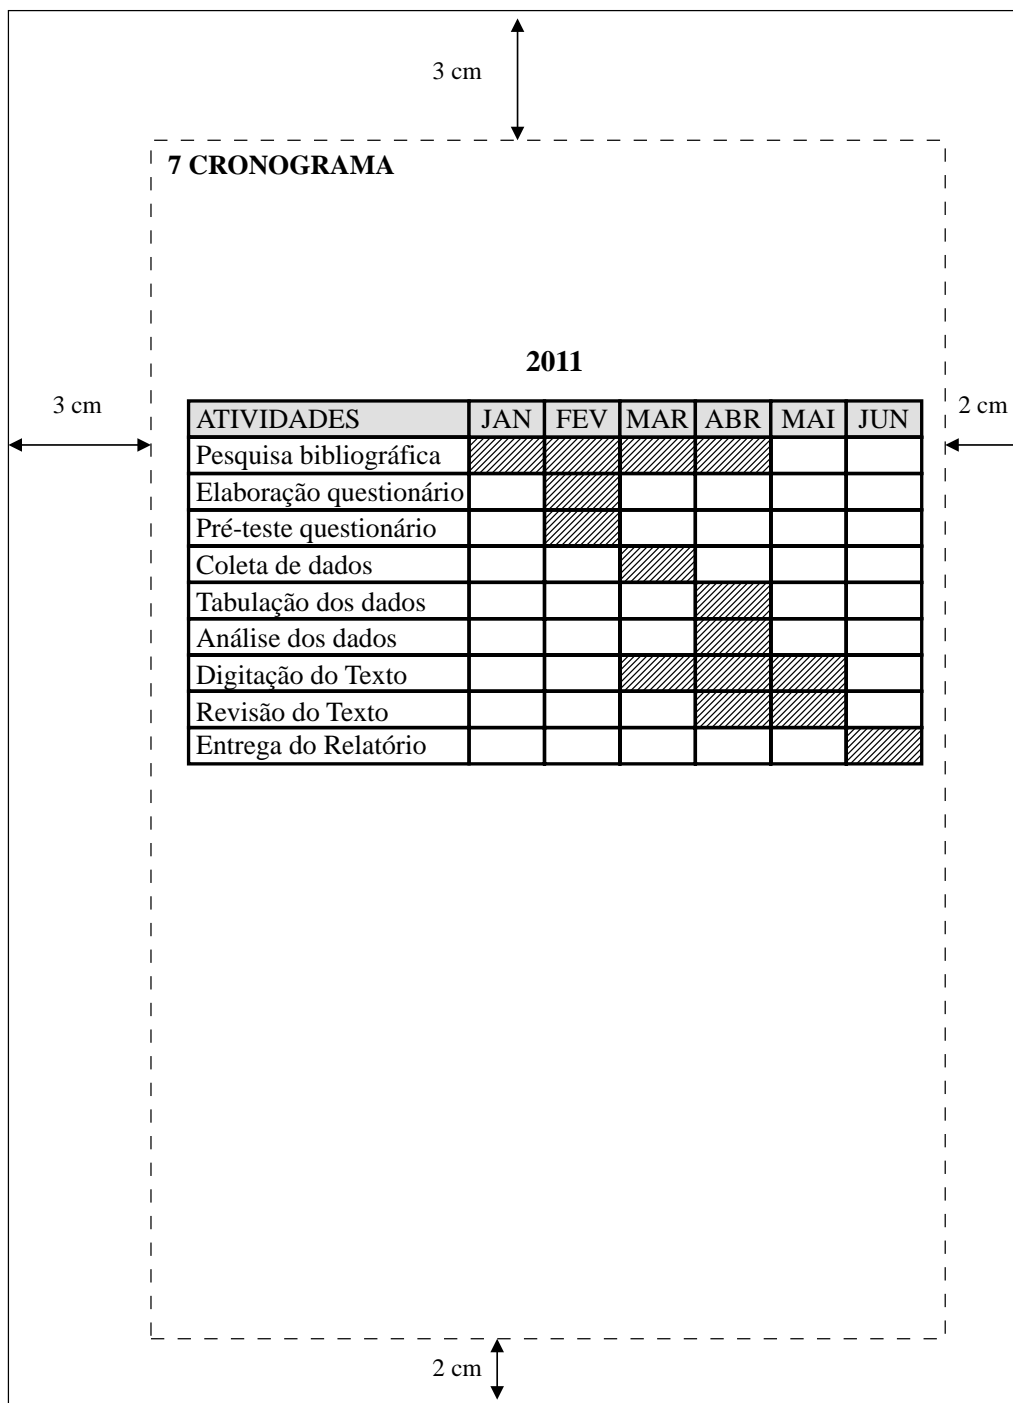 3 cm
7 CRONOGRAMA
2011
3 cm
2 cm
ATIVIDADES JAN FEV MAR ABR MAI JUN
Pesquisa bibliográfica
Elaboração questionário
Pré-teste questionário
Coleta de dados
Tabulação dos dados
Análise dos dados
Digitação do Texto
Revisão do Texto
Entrega do Relatório
2 cm